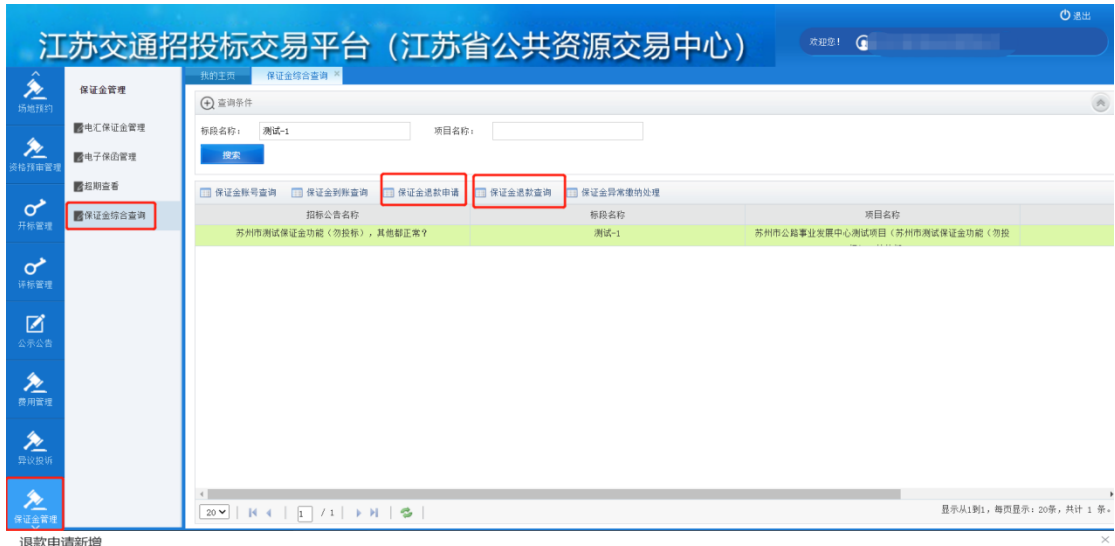 退出
江苏交通招投标交易平台（江苏省公共资源交易中心）
欢迎您！
我的主页 保证金综合查询
场地预约
资格预审管理
开标管理
评标管理
公示公告
费用管理
异议投诉
保证金管理
保证金管理
电汇保证金管理
电子保函管理
超期查看
保证金综合查询
查询条件
标段名称： 测试-1 项目名称：
搜索
保证金账号查询 保证金到账查询 保证金退款申请 保证金退款查询 保证金异常缴纳处理
招标公告名称 标段名称 项目名称
苏州市测试保证金功能（勿投标），其他都正常？ 测试-1 苏州市公路事业发展中心测试项目（苏州市测试保证金功能（勿投
20 1 / 1 显示从1到1，每页显示：20条，共计 1 条。
退款申请新增